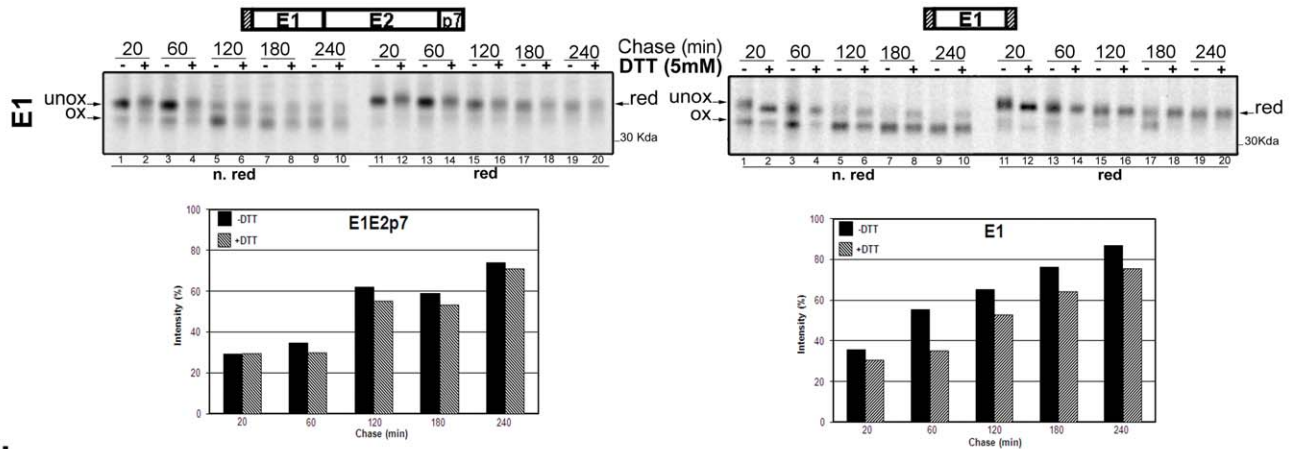 E1 E2 p7
20 60 120 180 240 20 60 120 180 240
- + - + - + - + - + - + - + - + - + - +
unox
ox
E1
red
30 Kda
1 2 3 4 5 6 7 8 9 10 11 12 13 14 15 16 17 18 19 20
n. red red
Chase (min)
DTT (5mM)
E1
20 60 120 180 240 20 60 120 180 240
- + - + - + - + - + - + - + - + - + - +
unox
ox
red
30Kda
1 2 3 4 5 6 7 8 9 10 11 12 13 14 15 16 17 18 19 20
n. red red
E1E2p7
-DTT
+DTT
Intensity (%)
100
80
60
40
20
0
20 60 120 180 240
Chase (min)
E1
-DTT
+DTT
Intensity (%)
100
80
60
40
20
0
20 60 120 180 240
Chase (min)